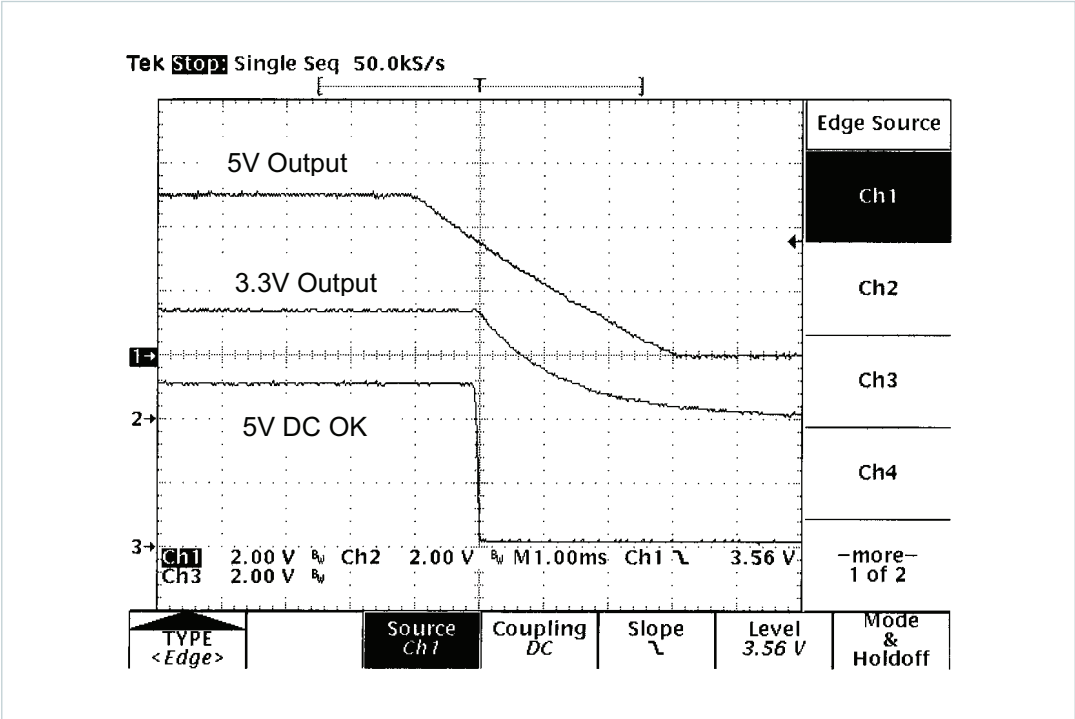 Tek Stop: Single Seq 50.0kS/s
T
Edge Source
5V Output
Ch1
3.3V Output
Ch2
1→
Ch3
2→
5V DC OK
Ch4
3→
Ch1 2.00 V Bw Ch2 2.00 V Bw M 1.00ms Ch1 3.56 V
Ch3 2.00 V Bw
–more–
1 of 2
TYPE
<Edge>
Source
Ch1
Coupling
DC
Slope
Level
3.56 V
Mode
&
Holdoff